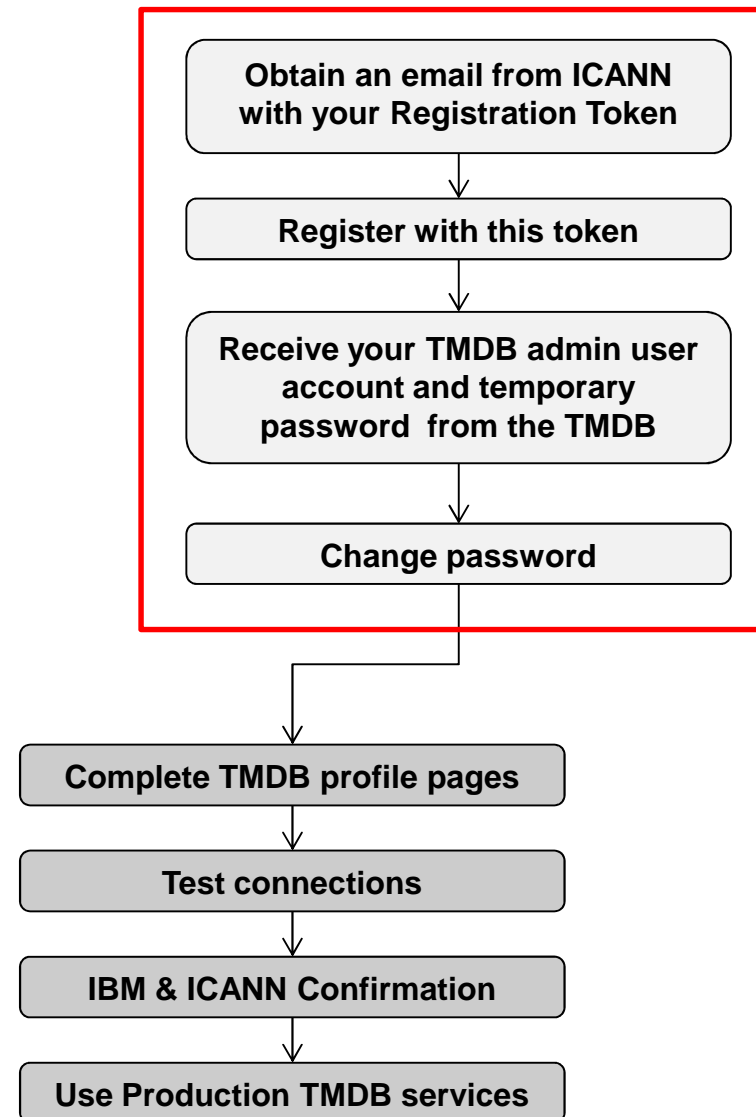 Obtain an email from ICANN
with your Registration Token
Register with this token
Receive your TMDB admin user
account and temporary
password  from the TMDB
Change password
Complete TMDB profile pages
Test connections
IBM & ICANN Confirmation
Use Production TMDB services